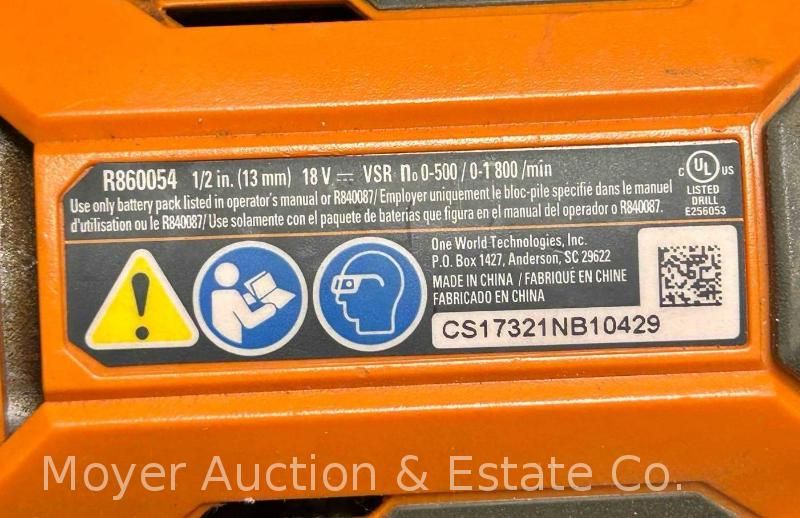 R860054 1/2 in. (13 mm) 18 V ⎓ VSR n₀ 0-500 / 0-1 800 /min
Use only battery pack listed in operator's manual or R840087/ Employer uniquement le bloc-pile spécifié dans le manuel
d'utilisation ou le R840087/ Use solamente con el paquete de baterías que figura en el manual del operador o R840087.
C UL US
LISTED
DRILL
E256053
One World Technologies, Inc.
P.O. Box 1427, Anderson, SC 29622
MADE IN CHINA / FABRIQUÉ EN CHINE
FABRICADO EN CHINA
CS17321NB10429
Moyer Auction & Estate Co.